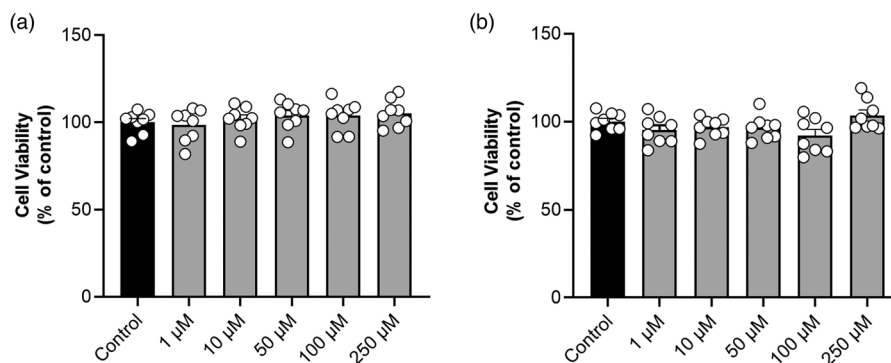 (a)
Cell Viability
(% of control)
150
100
50
0
Control
1 µM
10 µM
50 µM
100 µM
250 µM
(b)
Cell Viability
(% of control)
150
100
50
0
Control
1 µM
10 µM
50 µM
100 µM
250 µM